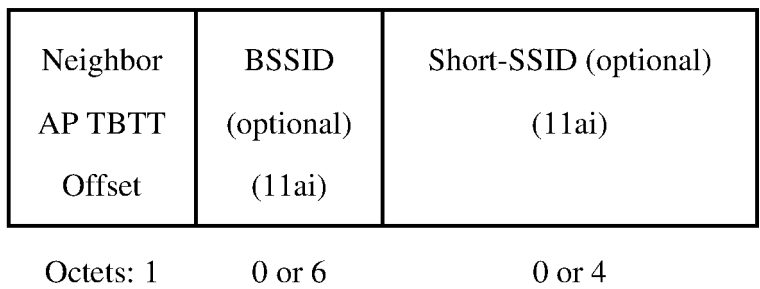 Neighbor
AP TBTT
Offset
BSSID
(optional)
(11ai)
Short-SSID (optional)
(11ai)
Octets: 1
0 or 6
0 or 4